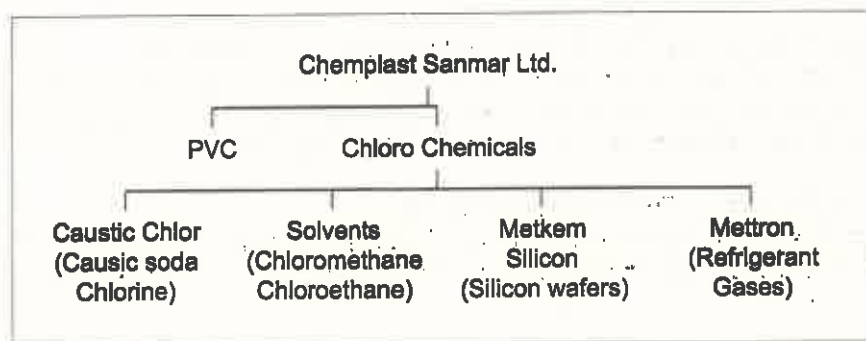 Chemplast Sanmar Ltd.
PVC
Chloro Chemicals
Caustic Chlor
(Causic soda
Chlorine)
Solvents
(Chloromethane
Chloroethane)
Metkem
Silicon
(Silicon wafers)
Mettron
(Refrigerant
Gases)